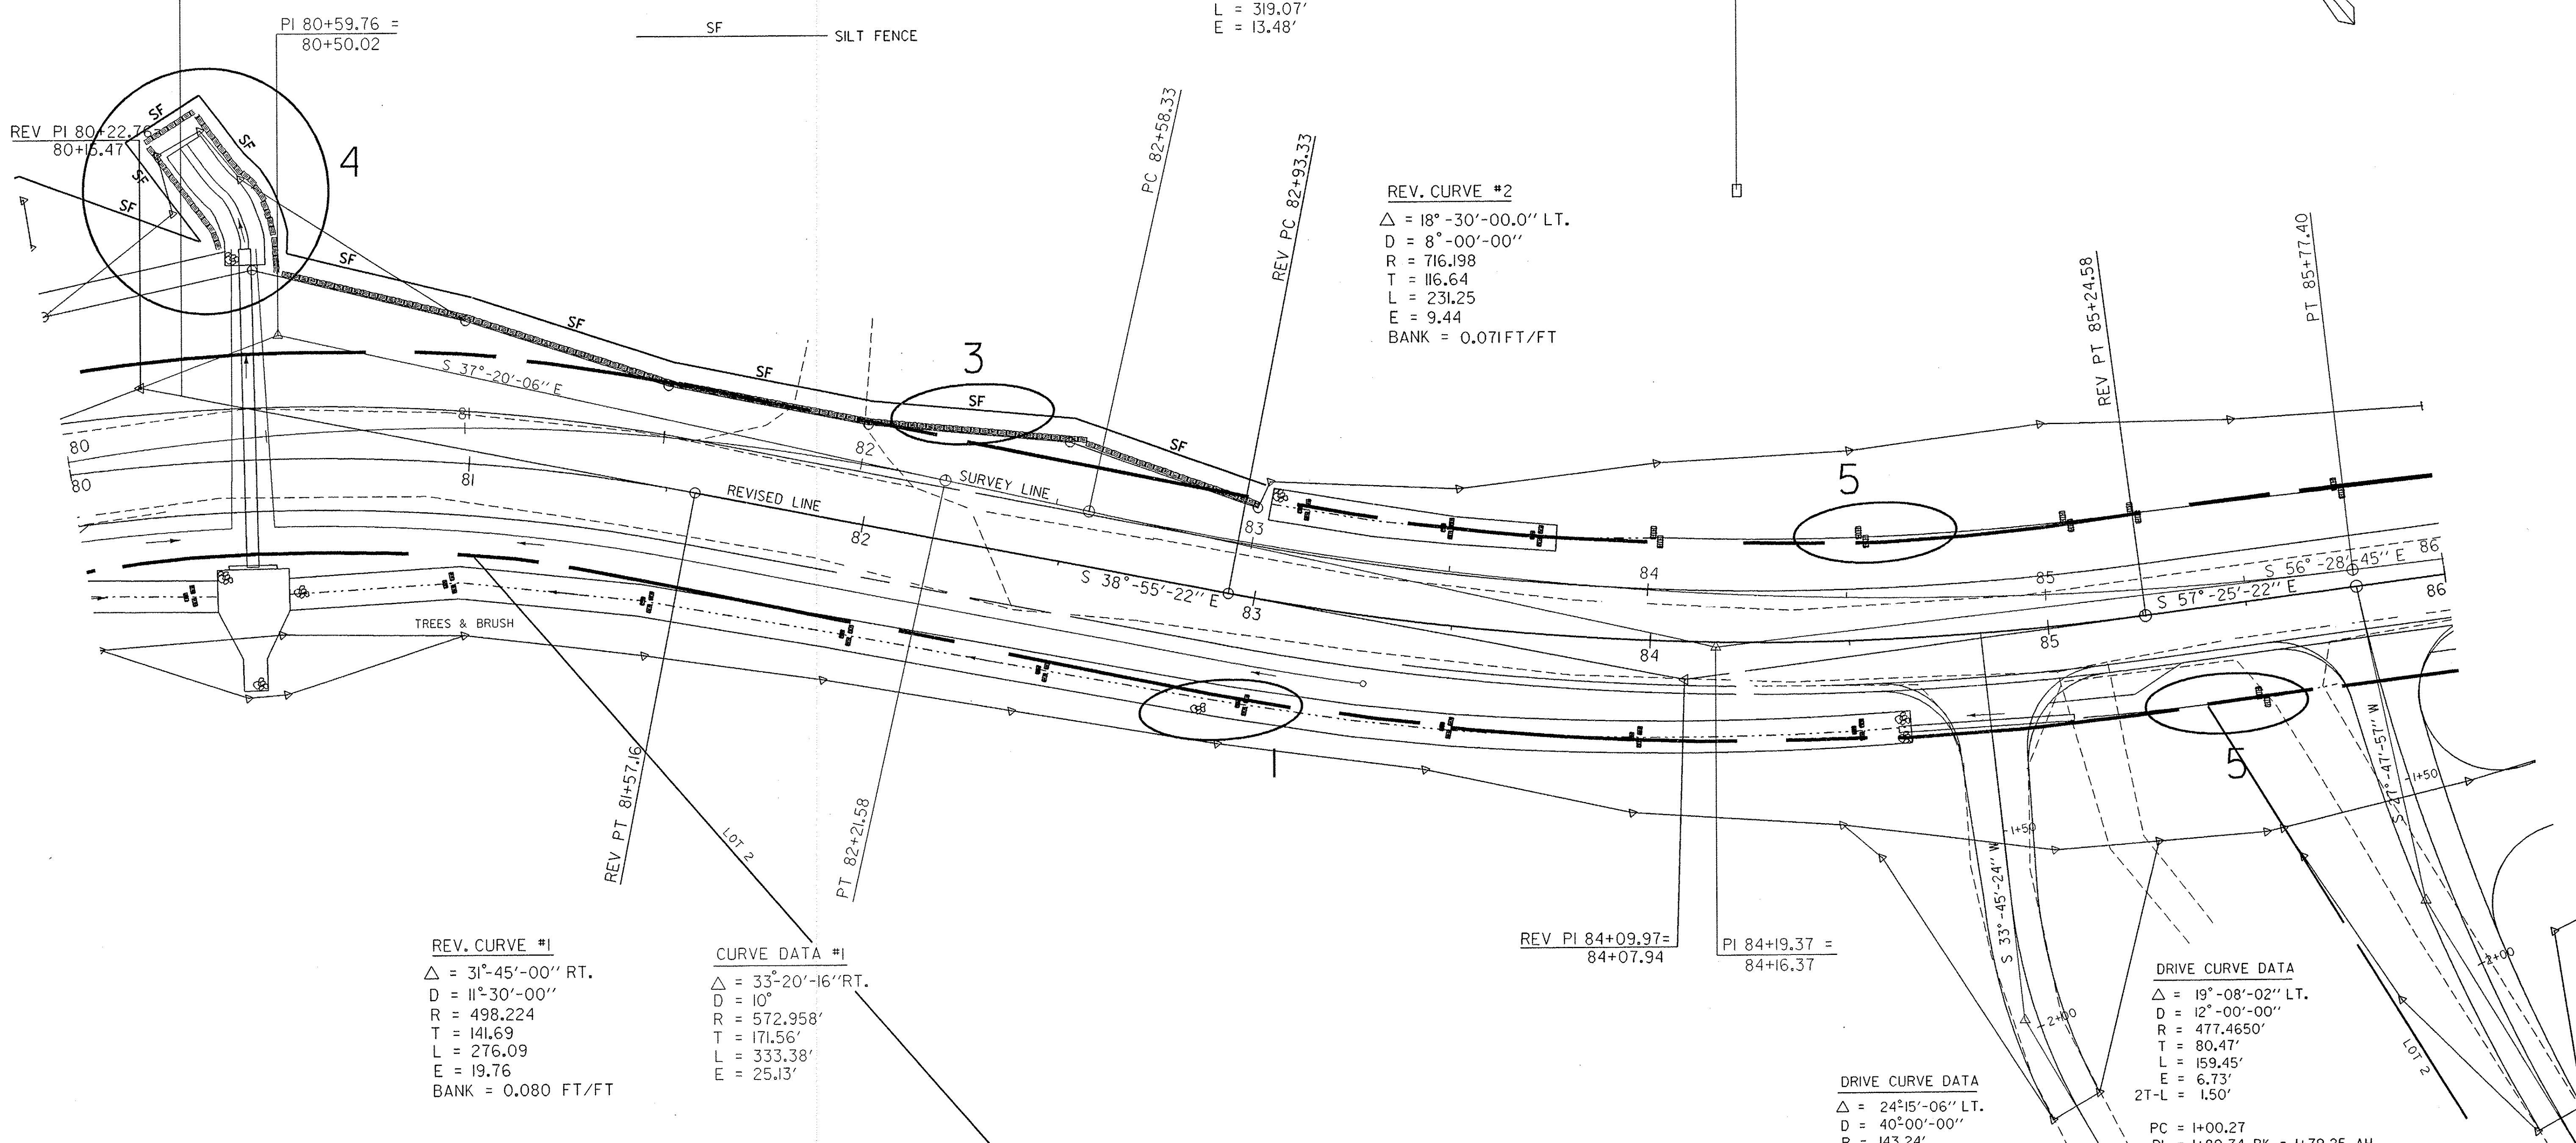 L = 319.07'
E = 13.48'
PI 80+59.76 =
80+50.02
SF
SILT FENCE
SF
SF
SF
SF
REV PI 80+22.76=
80+15.47
4
PC 82+58.33
REV PC 82+93.33
REV. CURVE #2
△ = 18°-30'-00.0" LT.
D = 8°-00'-00"
R = 716.198
T = 116.64
L = 231.25
E = 9.44
BANK = 0.071 FT/FT
PT 85+77.40
REV PT 85+24.58
SF
SF
SF
SF
SF
3
5
S 37°-20'-06" E
80
81
82
SURVEY LINE
83
84
85
S 56°-28'-45" E
86
80
81
REVISED LINE
82
S 38°-55'-22" E
83
84
85
S 57°-25'-22" E
86
TREES & BRUSH
1
5
REV PT 81+57.16
PT 82+21.58
LOT 2
S 33°-45'-24" W
1+50
2+00
S 27°-47'-57" W
1+50
2+00
LOT 2
REV PI 84+09.97=
84+07.94
PI 84+19.37 =
84+16.37
REV. CURVE #1
△ = 31°-45'-00" RT.
D = 11°-30'-00"
R = 498.224
T = 141.69
L = 276.09
E = 19.76
BANK = 0.080 FT/FT
CURVE DATA #1
△ = 33°-20'-16" RT.
D = 10°
R = 572.958'
T = 171.56'
L = 333.38'
E = 25.13'
DRIVE CURVE DATA
△ = 19°-08'-02" LT.
D = 12°-00'-00"
R = 477.4650'
T = 80.47'
L = 159.45'
E = 6.73'
2T-L = 1.50'
PC = 1+00.27
DRIVE CURVE DATA
△ = 24°15'-06" LT.
D = 40°00'-00"
R = 143.24'